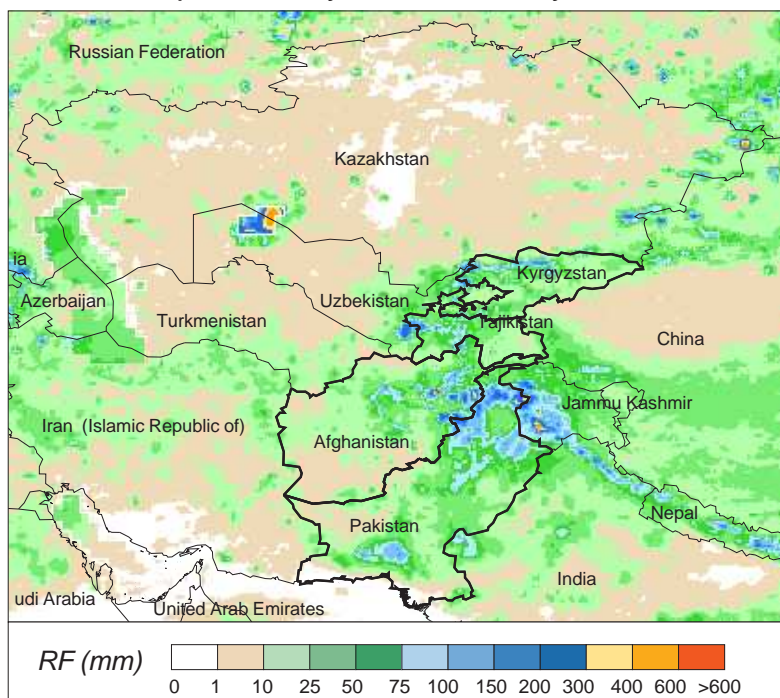 Russian Federation
Kazakhstan
ia
Kyrgyzstan
Azerbaijan
Uzbekistan
Turkmenistan
Tajikistan
China
Jammu Kashmir
Iran (Islamic Republic of)
Afghanistan
Nepal
Pakistan
India
udi Arabia
United Arab Emirates
RF (mm)
0 1 10 25 50 75 100 150 200 300 400 600 >600